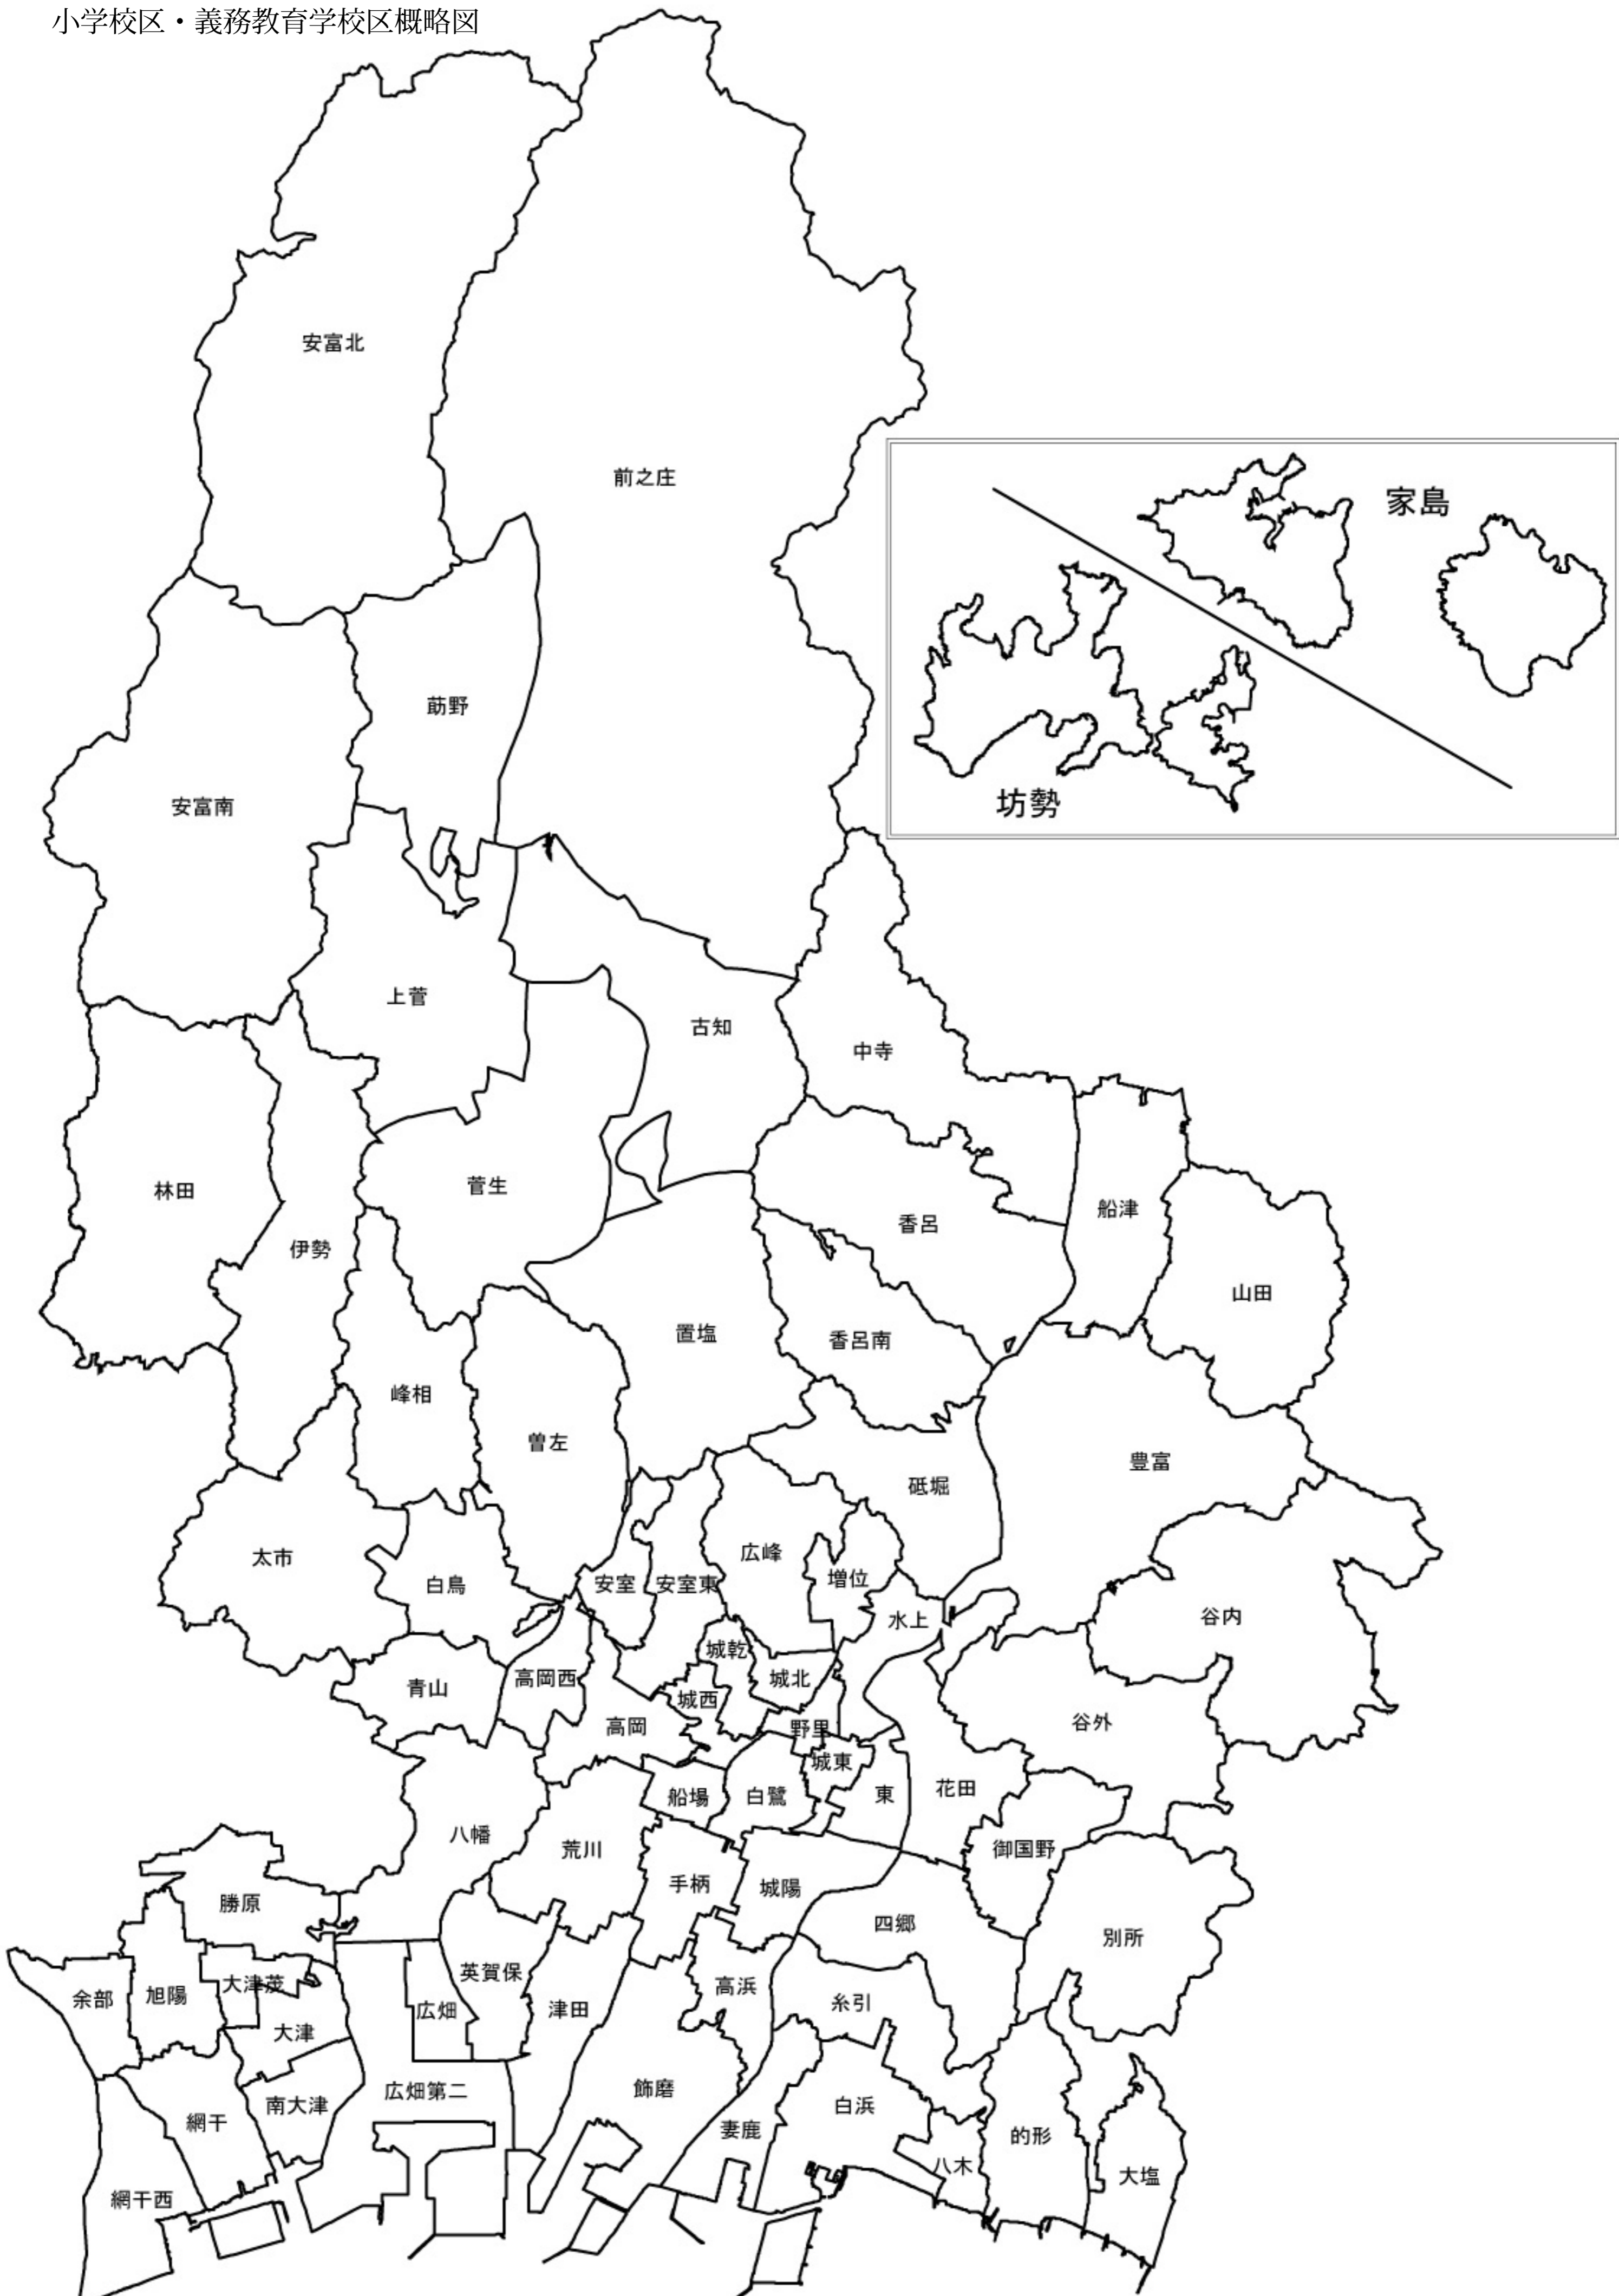 小学校区・義務教育学校区概略図
安富北
前之庄
家島
坊勢
莇野
安富南
上菅
古知
中寺
菅生
林田
船津
香呂
伊勢
山田
置塩
香呂南
峰相
曽左
豊富
砥堀
広峰
太市
増位
安室
安室東
白鳥
谷内
水上
城乾
高岡西
城北
青山
城西
谷外
高岡
野里
城東
花田
東
船場
白鷺
八幡
御国野
荒川
手柄
城陽
勝原
四郷
別所
英賀保
大津茂
高浜
旭陽
余部
糸引
津田
広畑
大津
飾磨
広畑第二
南大津
白浜
網干
妻鹿
的形
八木
大塩
網干西